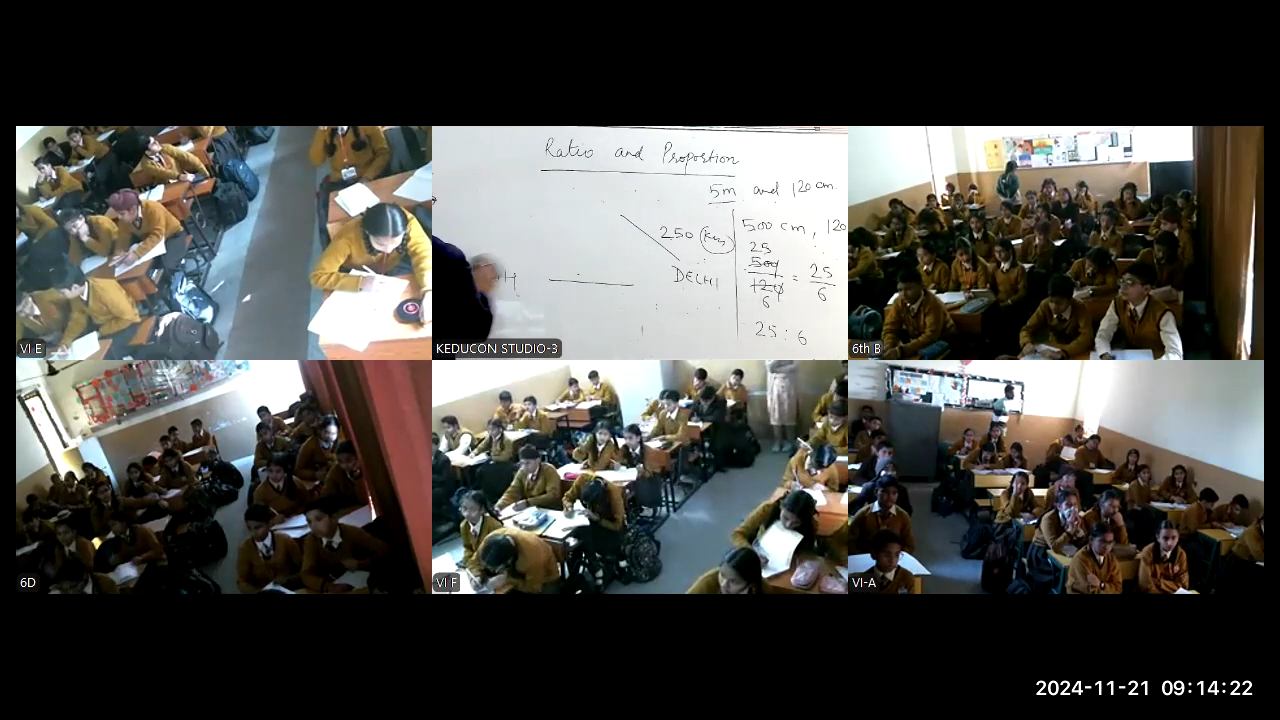 Ratio and Proportion
5m and 120 cm.
250 Km
500 cm, 120
25
500
120
6
= 25
6
DELHI
25 : 6
VI E
KEDUCON STUDIO-3
6th B
6D
VI F
VI-A
2024-11-21 09:14:22